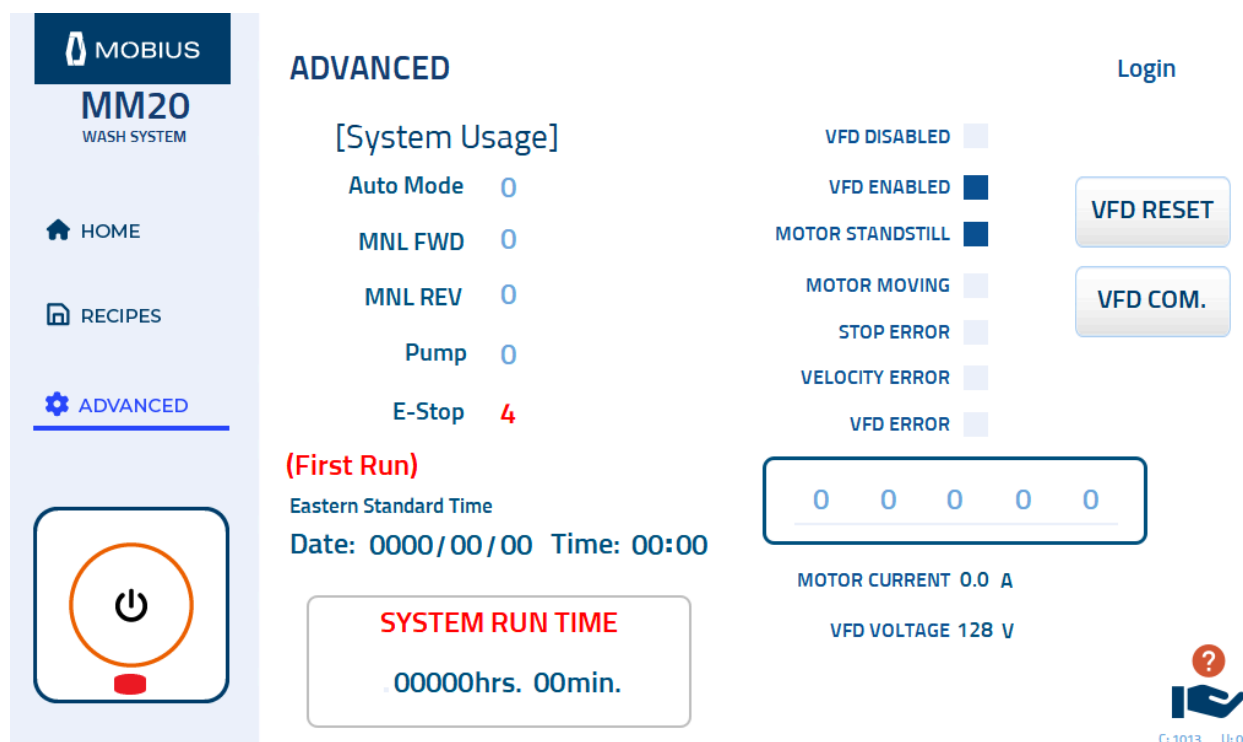 MOBIUS
MM20
WASH SYSTEM
HOME
RECIPES
ADVANCED
ADVANCED
Login
[System Usage]
Auto Mode 0
MNL FWD 0
MNL REV 0
Pump 0
E-Stop 4
(First Run)
Eastern Standard Time
Date: 0000/00/00 Time: 00:00
SYSTEM RUN TIME
.00000hrs. 00min.
VFD DISABLED
VFD ENABLED
MOTOR STANDSTILL
MOTOR MOVING
STOP ERROR
VELOCITY ERROR
VFD ERROR
0 0 0 0 0
MOTOR CURRENT 0.0 A
VFD VOLTAGE 128 V
VFD RESET
VFD COM.
?
C: 1013 U: 0